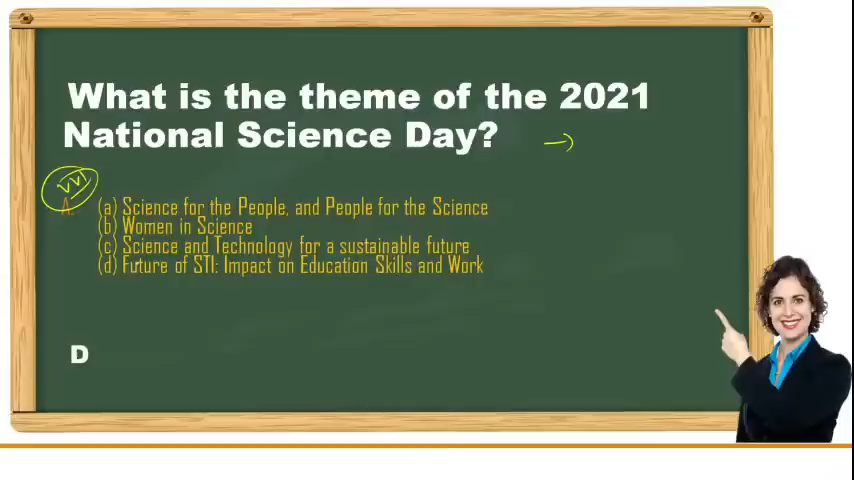 What is the theme of the 2021
National Science Day?
VVI
A. (a) Science for the People, and People for the Science
(b) Women in Science
(c) Science and Technology for a sustainable future
(d) Future of STI: Impact on Education Skills and Work
D